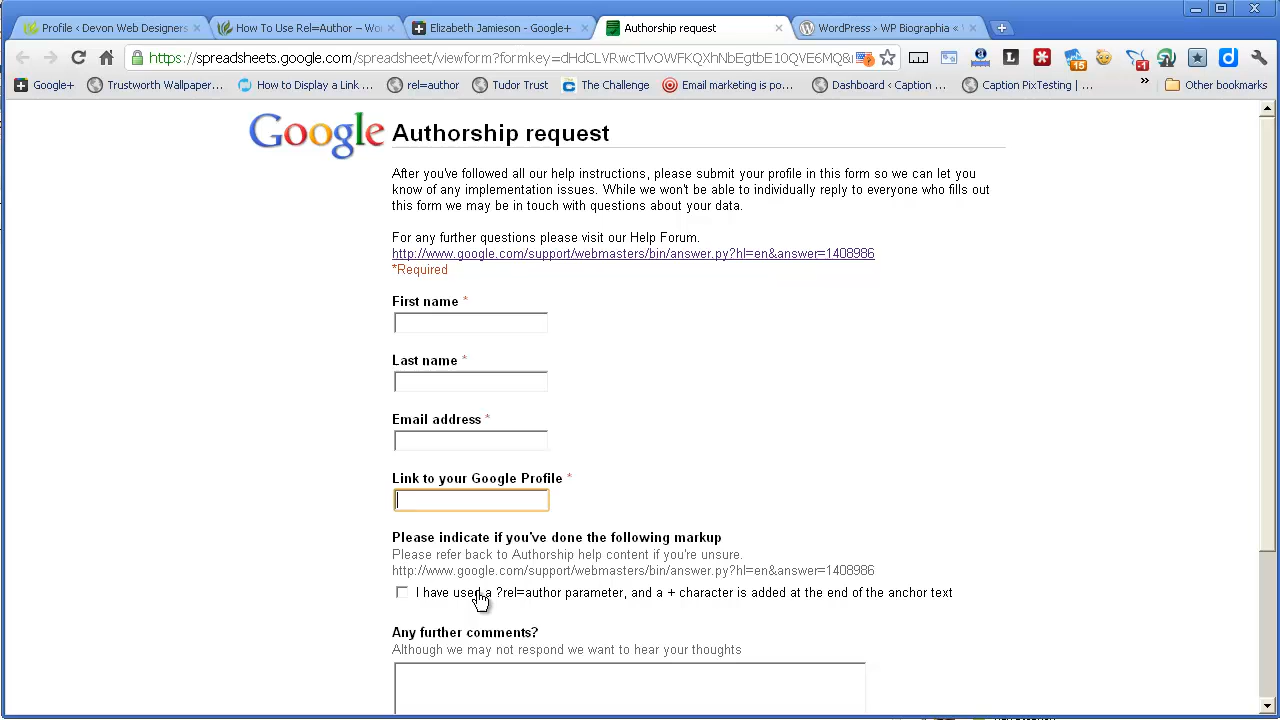 Profile ‹ Devon Web Designers
How To Use Rel=Author – Wo
Elizabeth Jamieson - Google+
Authorship request
WordPress › WP Biographia «
https://spreadsheets.google.com/spreadsheet/viewform?formkey=
15
-1
Google+
Trustworth Wallpaper...
How to Display a Link ...
rel=author
Tudor Trust
The Challenge
Email marketing is po...
Dashboard ‹ Caption ...
Caption PixTesting | ...
»
Other bookmarks
Google Authorship request
After you've followed all our help instructions, please submit your profile in this form so we can let you
know of any implementation issues. While we won't be able to individually reply to everyone who fills out
this form we may be in touch with questions about your data.
For any further questions please visit our Help Forum.
http://www.google.com/support/webmasters/bin/answer.py?hl=en&answer=1408986
*Required
First name *
Last name *
Email address *
Link to your Google Profile *
Please indicate if you've done the following markup
Please refer back to Authorship help content if you're unsure.
http://www.google.com/support/webmasters/bin/answer.py?hl=en&answer=1408986
I have used a ?rel=author parameter, and a + character is added at the end of the anchor text
Any further comments?
Although we may not respond we want to hear your thoughts